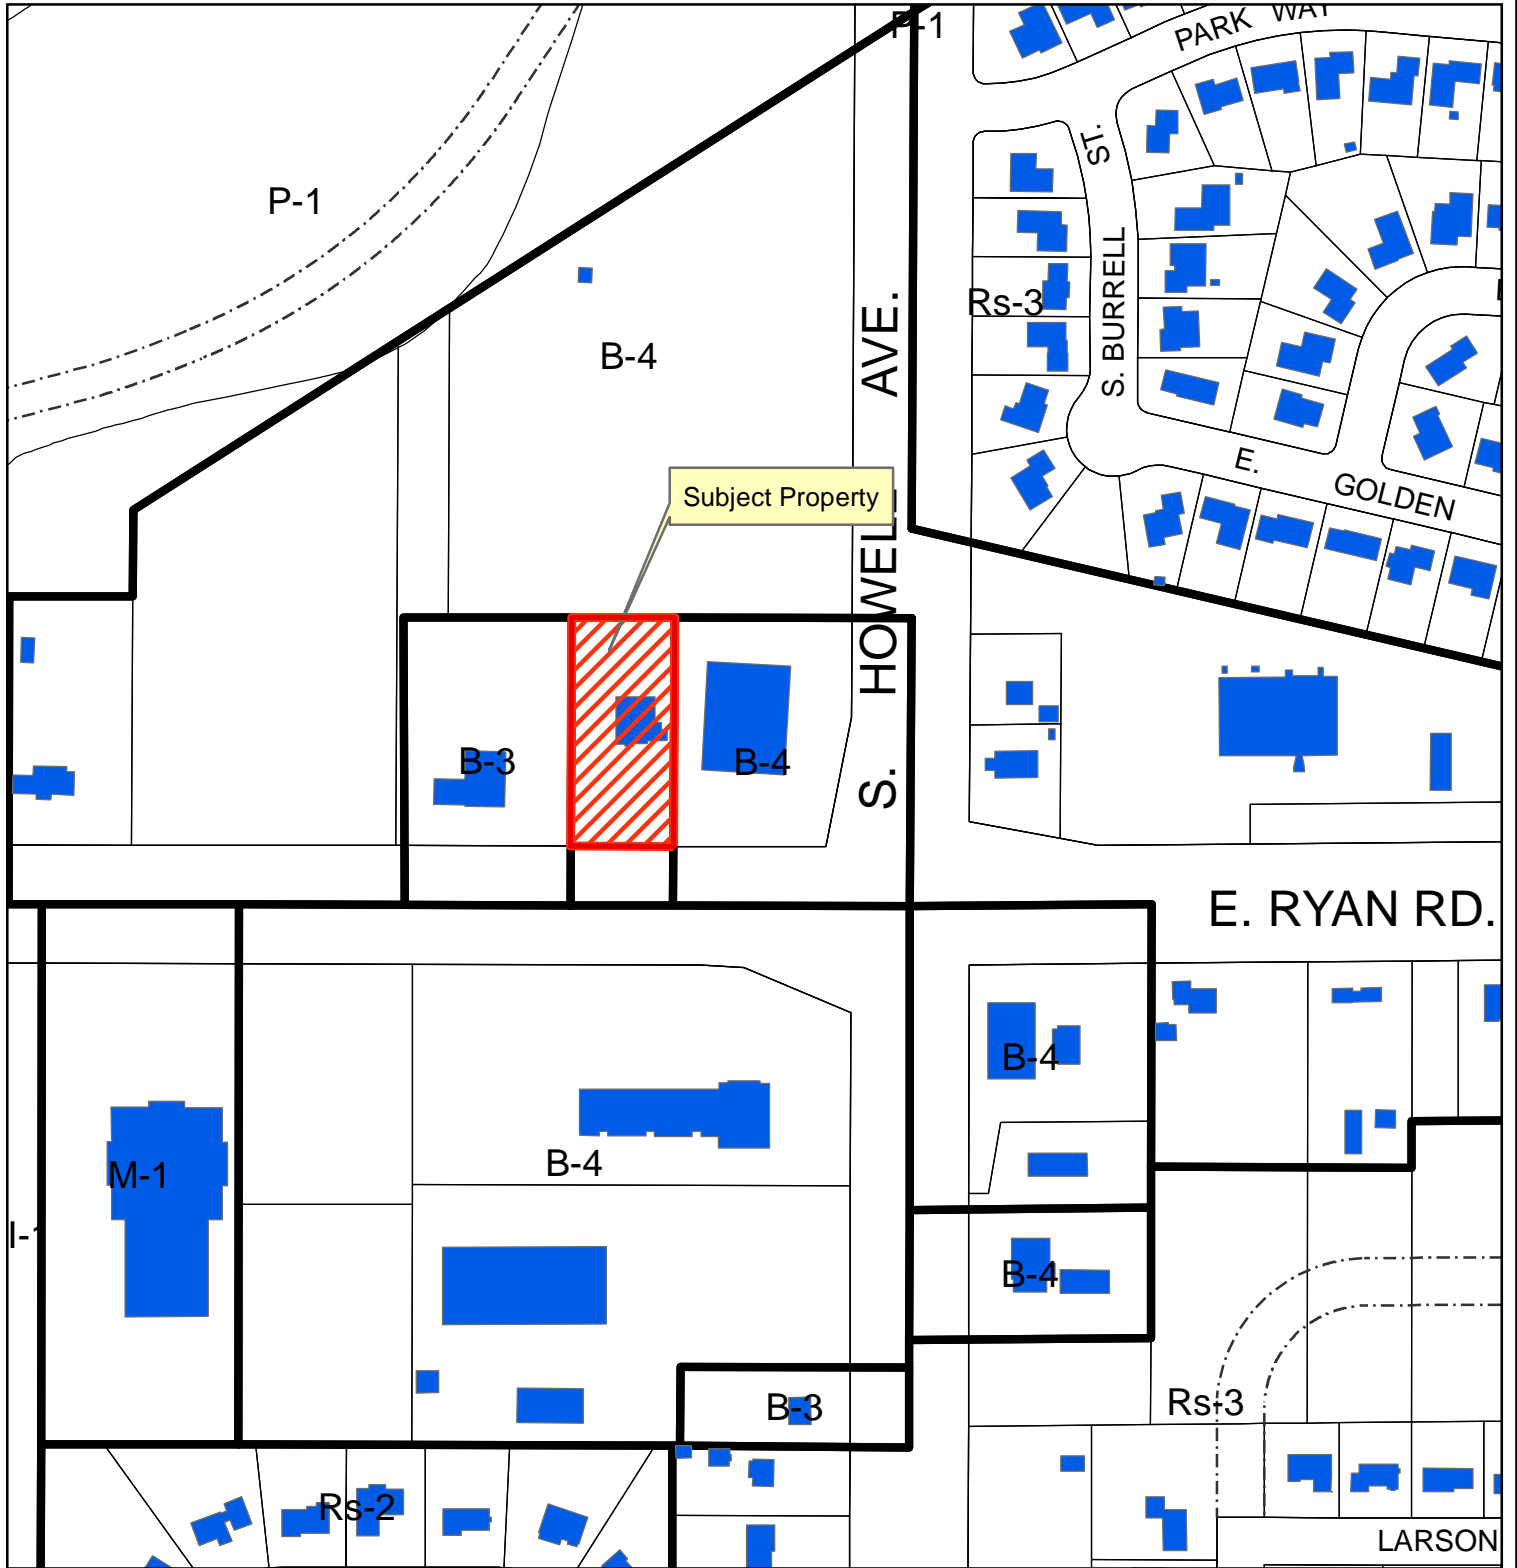 P-1
PARK WAY
ST.
P-1
S. BURRELL
Rs-3
B-4
S. HOWELL AVE.
E. GOLDEN
Subject Property
B-3
B-4
E. RYAN RD.
B-4
M-1
B-4
I-1
B-4
Rs-3
B-3
Rs-2
LARSON